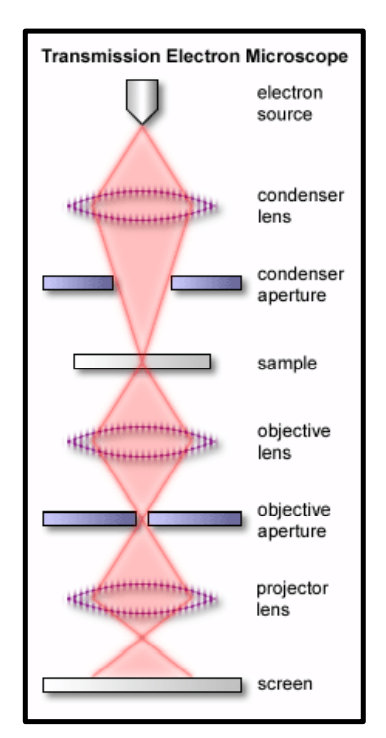 Transmission Electron Microscope
electron
source
condenser
lens
condenser
aperture
sample
objective
lens
objective
aperture
projector
lens
screen